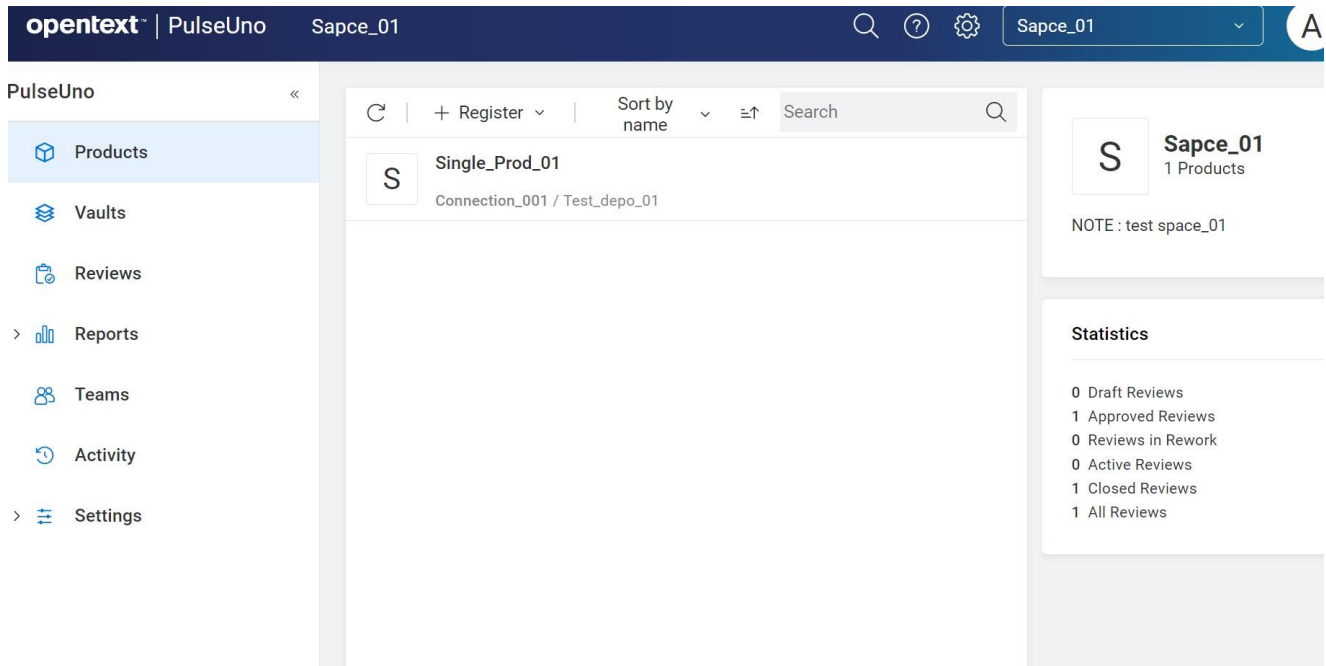 opentext™ | PulseUno Sapce_01 Sapce_01 A
PulseUno «
Products
Vaults
Reviews
Reports
Teams
Activity
Settings
+ Register Sort by name Search
S Single_Prod_01
Connection_001 / Test_depo_01
S Sapce_01
1 Products
NOTE : test space_01
Statistics
0 Draft Reviews
1 Approved Reviews
0 Reviews in Rework
0 Active Reviews
1 Closed Reviews
1 All Reviews